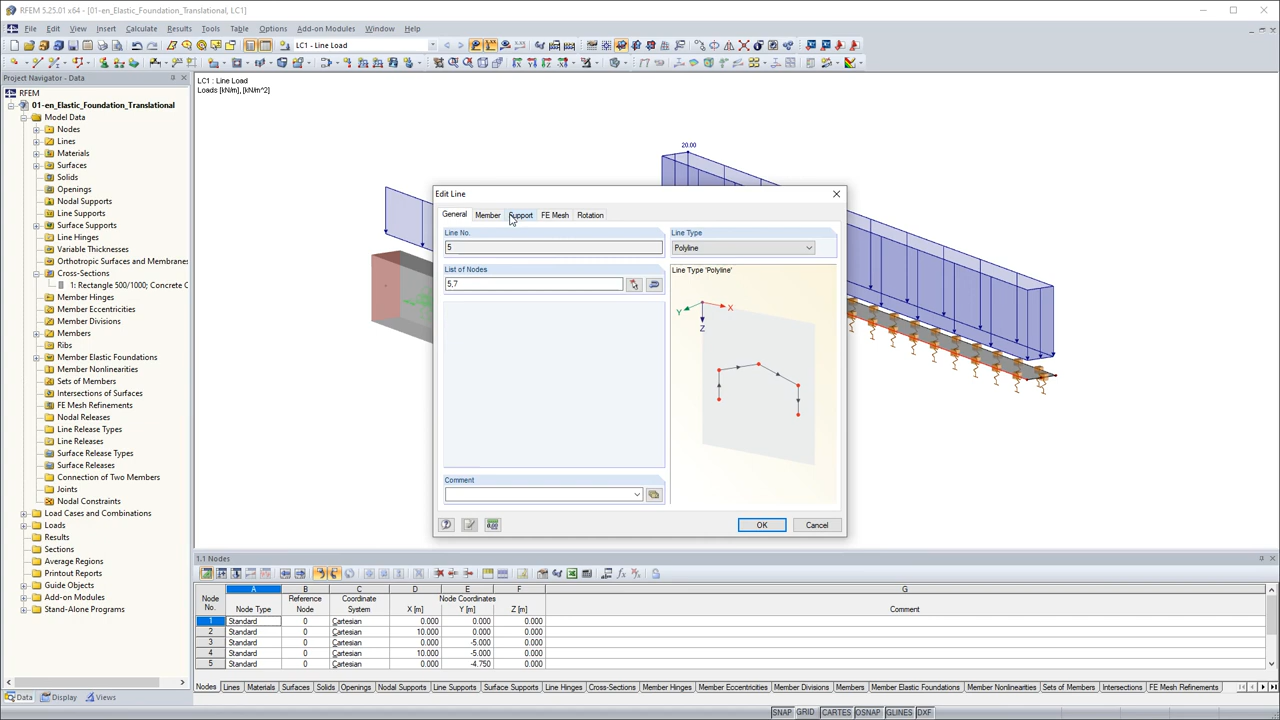 RFEM 5.25.01 x64 - [01-en_Elastic_Foundation_Translational, LC1]
File Edit View Insert Calculate Results Tools Table Options Add-on Modules Window Help
LC1 - Line Load
Project Navigator - Data
RFEM
01-en_Elastic_Foundation_Translational
Model Data
Nodes
Lines
Materials
Surfaces
Solids
Openings
Nodal Supports
Line Supports
Surface Supports
Line Hinges
Variable Thicknesses
Orthotropic Surfaces and Membranes
Cross-Sections
1: Rectangle 500/1000; Concrete C
Member Hinges
Member Eccentricities
Member Divisions
Members
Ribs
Member Elastic Foundations
Member Nonlinearities
Sets of Members
Intersections of Surfaces
FE Mesh Refinements
Nodal Releases
Line Release Types
Line Releases
Surface Release Types
Surface Releases
Connection of Two Members
Joints
Nodal Constraints
Load Cases and Combinations
Loads
Results
Sections
Average Regions
Printout Reports
Guide Objects
Add-on Modules
Stand-Alone Programs
Data Display Views
LC1 : Line Load
Loads [kN/m], [kN/m^2]
20.00
Edit Line
General Member Support FE Mesh Rotation
Line No.
5
Line Type
Polyline
List of Nodes
5,7
Line Type 'Polyline'
X
Y
Z
Comment
OK Cancel
1.1 Nodes
A B C D E F G
Node No.
Node Type
Reference Node
Coordinate System
Node Coordinates
X [m] Y [m] Z [m]
Comment
1 Standard 0 Cartesian 0.000 0.000 0.000
2 Standard 0 Cartesian 10.000 0.000 0.000
3 Standard 0 Cartesian 0.000 -5.000 0.000
4 Standard 0 Cartesian 10.000 -5.000 0.000
5 Standard 0 Cartesian 0.000 -4.750 0.000
Nodes Lines Materials Surfaces Solids Openings Nodal Supports Line Supports Surface Supports Line Hinges Cross-Sections Member Hinges Member Eccentricities Member Divisions Members Member Elastic Foundations Member Nonlinearities Sets of Members Intersections FE Mesh Refinements
SNAP GRID CARTES OSNAP GLINES DXF